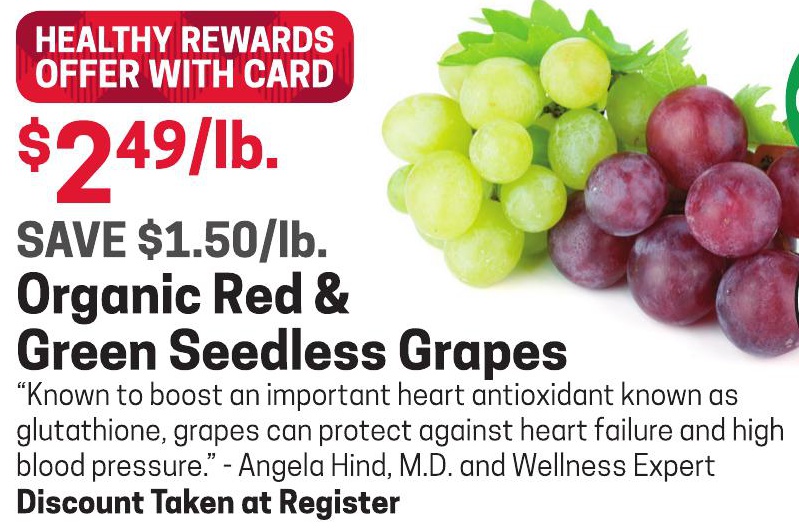 HEALTHY REWARDS
OFFER WITH CARD
$2 49/lb.
SAVE $1.50/lb.
Organic Red &
Green Seedless Grapes
“Known to boost an important heart antioxidant known as
glutathione, grapes can protect against heart failure and high
blood pressure.” - Angela Hind, M.D. and Wellness Expert
Discount Taken at Register